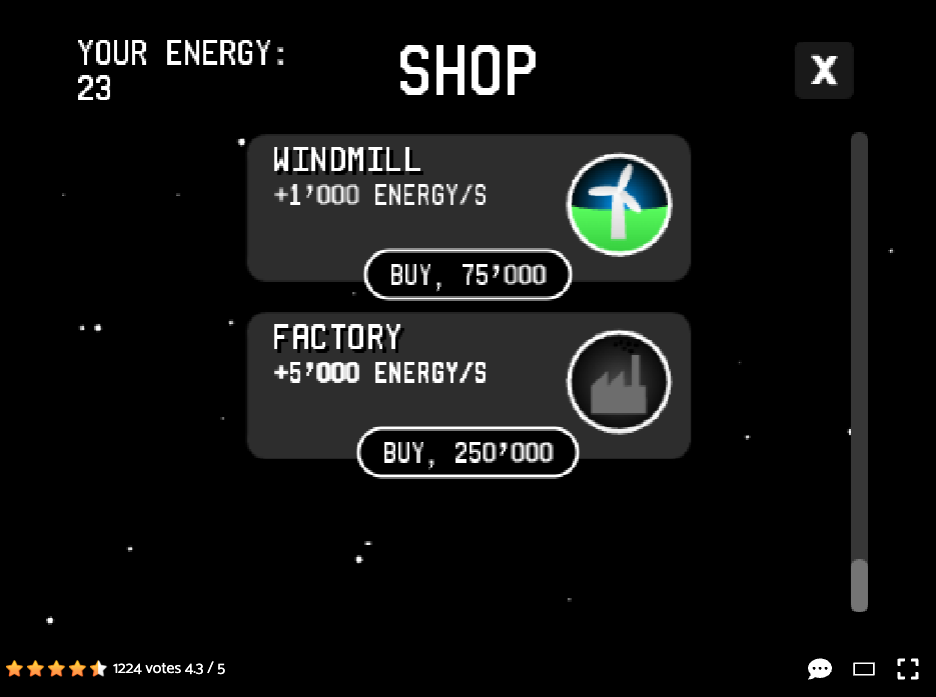 YOUR ENERGY:
23
SHOP
X
WINDMILL
+1’000 ENERGY/S
BUY, 75’000
FACTORY
+5’000 ENERGY/S
BUY, 250’000
1224 votes 4.3 / 5